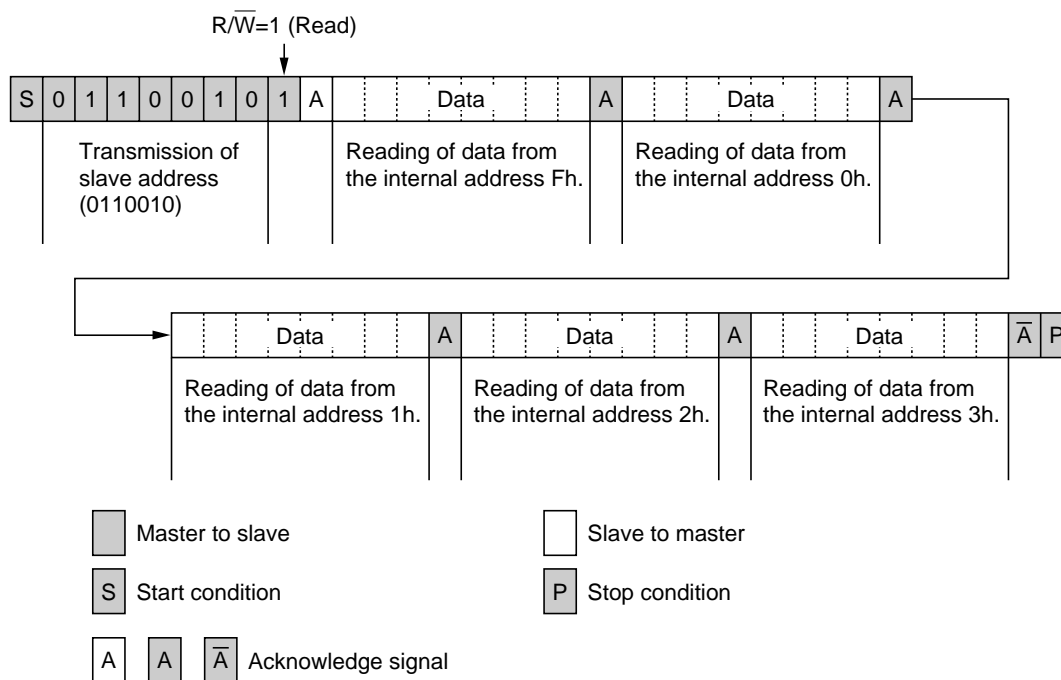 R/W̅=1 (Read)
S 0 1 1 0 0 1 0 1 A Data A Data A
Transmission of
slave address
(0110010)
Reading of data from
the internal address Fh.
Reading of data from
the internal address 0h.
Data A Data A Data A̅ P
Reading of data from
the internal address 1h.
Reading of data from
the internal address 2h.
Reading of data from
the internal address 3h.
Master to slave
Slave to master
S Start condition
P Stop condition
A A A̅ Acknowledge signal